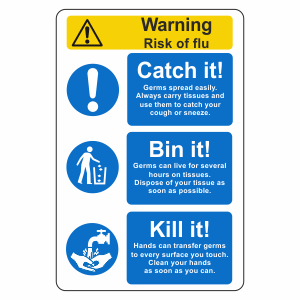 Warning
Risk of flu
Catch it!
Germs spread easily.
Always carry tissues and
use them to catch your
cough or sneeze.
Bin it!
Germs can live for several
hours on tissues.
Dispose of your tissue as
soon as possible.
Kill it!
Hands can transfer germs
to every surface you touch.
Clean your hands
as soon as you can.